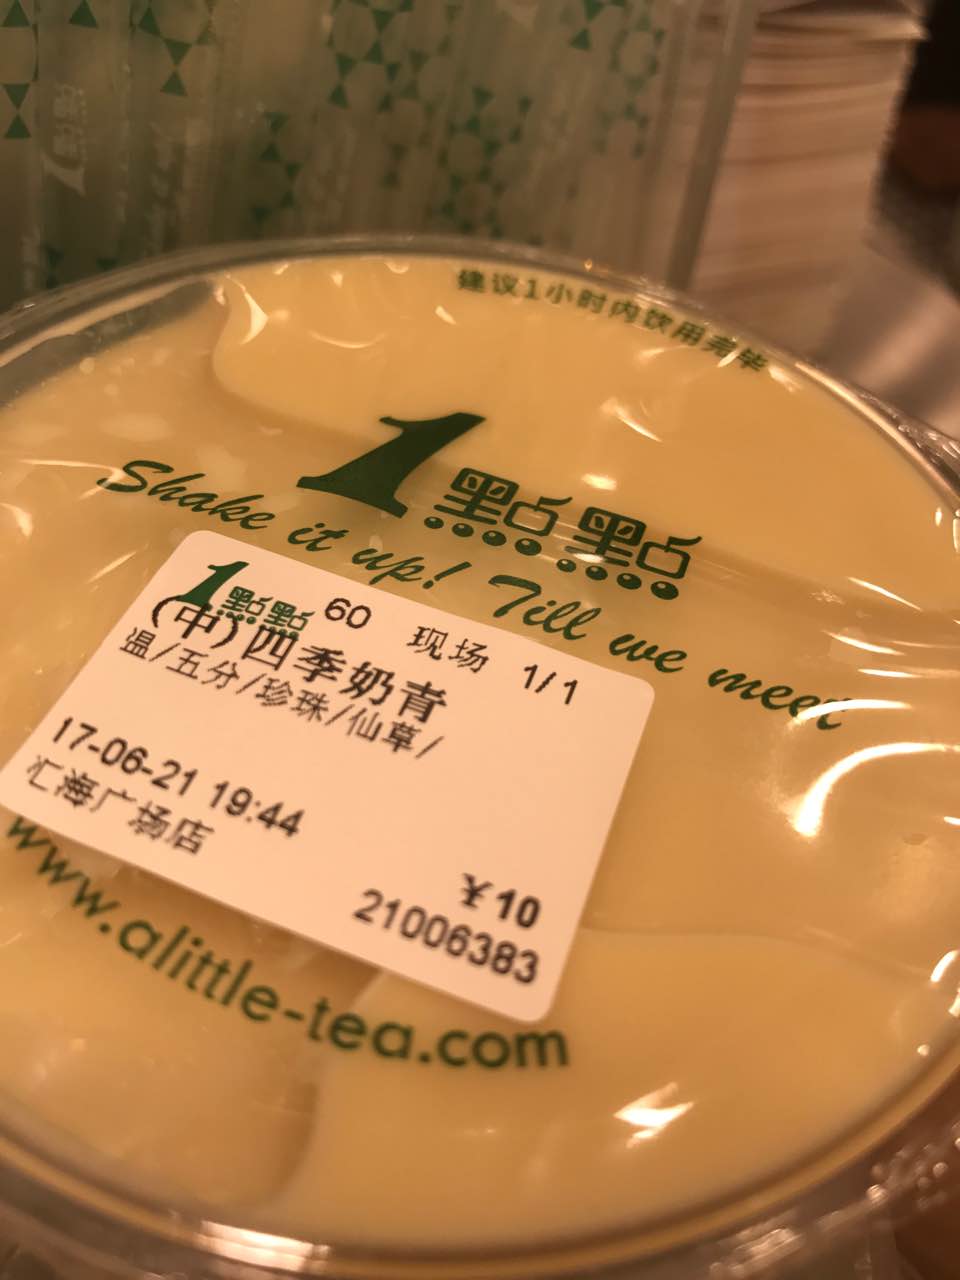 建议1小时内饮用完毕
1點點
Shake it up! Till we meet
1點點 60 现场 1/1
(中)四季奶青
温/五分/珍珠/仙草/
17-06-21 19:44
汇海广场店
¥10
21006383
www.alittle-tea.com